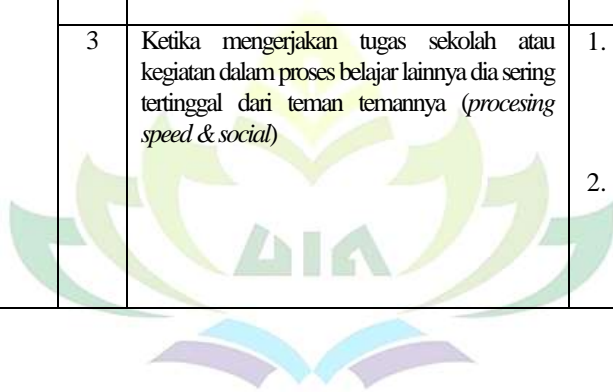 3 Ketika mengerjakan tugas sekolah atau 1.
kegiatan dalam proses belajar lainnya dia sering
tertinggal dari teman temannya (procesing
speed & social)
2.
UIN